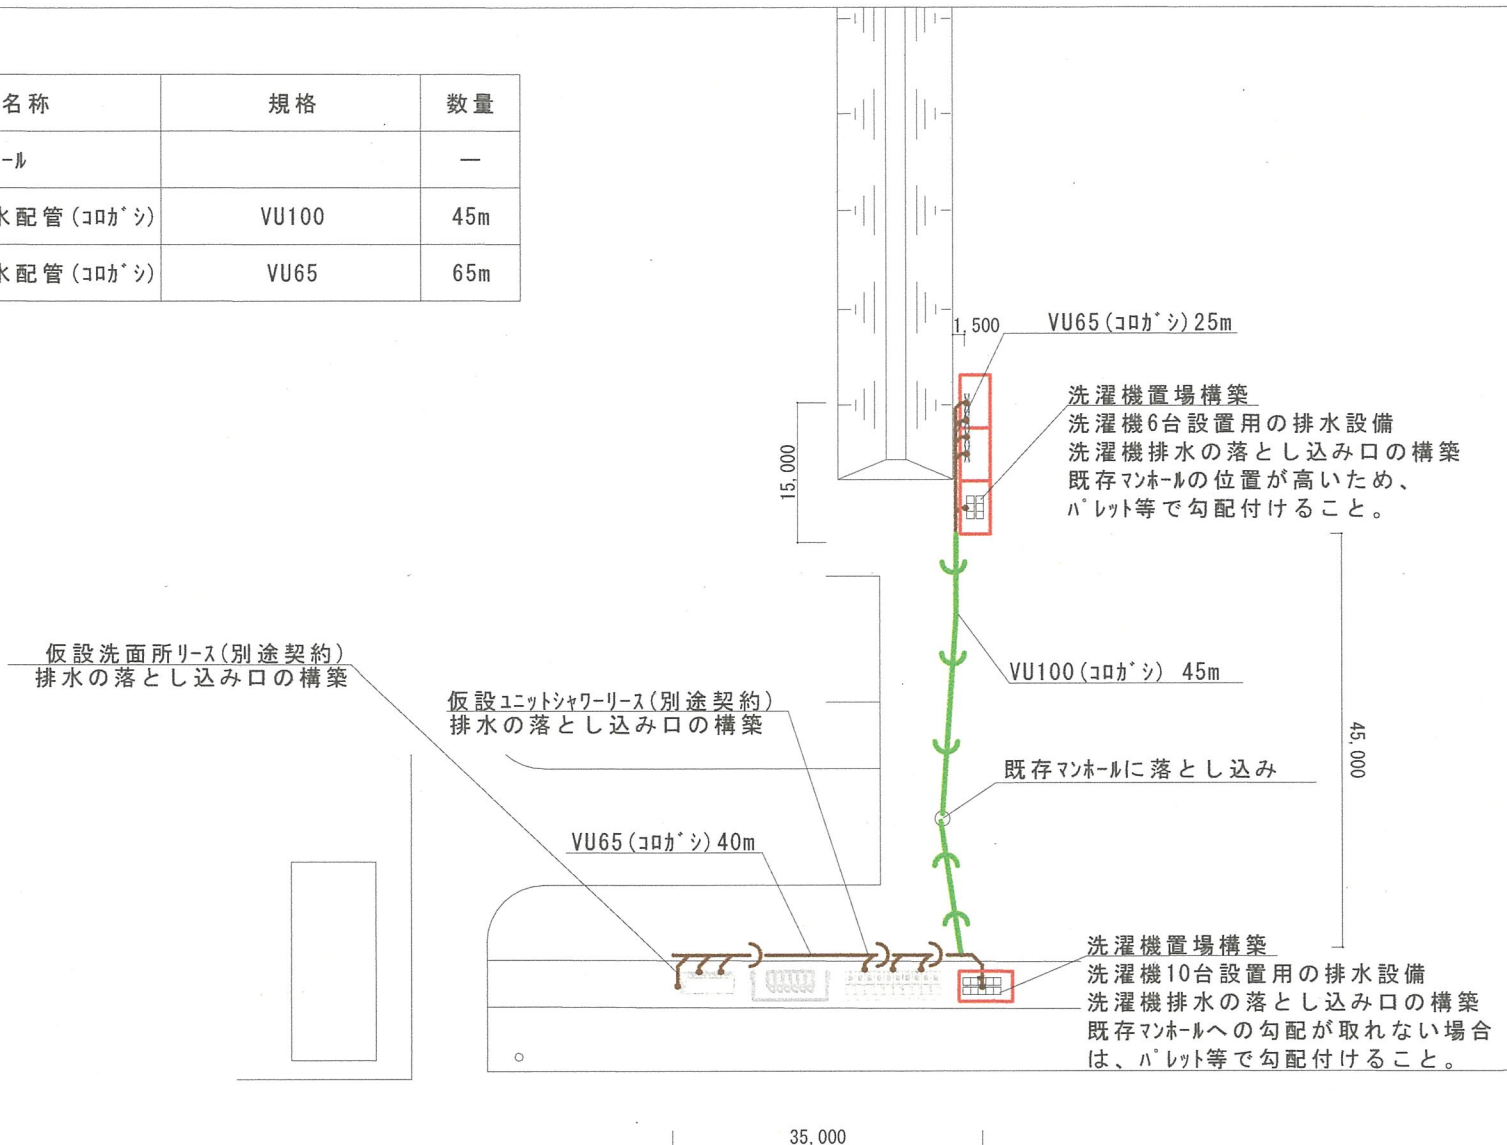 名称 規格 数量
ール —
水配管(コロガシ) VU100 45m
水配管(コロガシ) VU65 65m
1,500
VU65(コロガシ)25m
洗濯機置場構築
洗濯機6台設置用の排水設備
洗濯機排水の落とし込み口の構築
既存マンホールの位置が高いため、
パレット等で勾配付けること。
15,000
仮設洗面所リース(別途契約)
排水の落とし込み口の構築
仮設ユニットシャワーリース(別途契約)
排水の落とし込み口の構築
VU100(コロガシ) 45m
45,000
既存マンホールに落とし込み
VU65(コロガシ)40m
洗濯機置場構築
洗濯機10台設置用の排水設備
洗濯機排水の落とし込み口の構築
既存マンホールへの勾配が取れない場合
は、パレット等で勾配付けること。
35,000